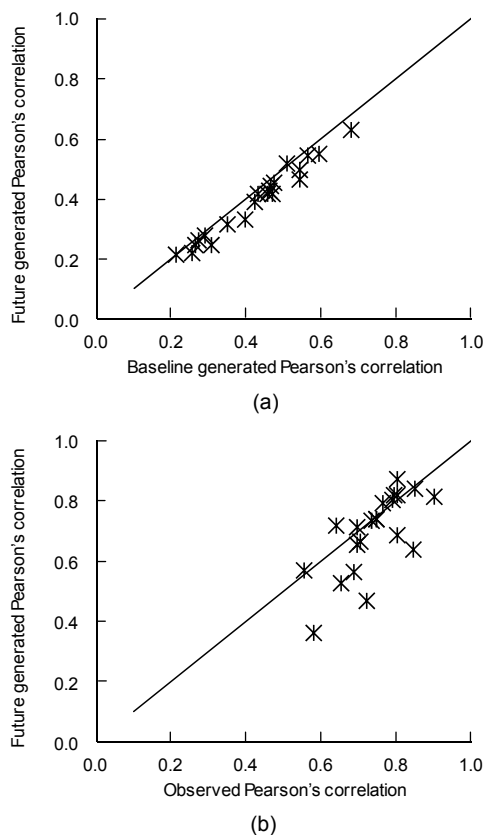 1.0
0.8
0.6
0.4
0.2
0.0
Future generated Pearson's correlation
0.0 0.2 0.4 0.6 0.8 1.0
Baseline generated Pearson's correlation
(a)
1.0
0.8
0.6
0.4
0.2
0.0
Future generated Pearson's correlation
0.0 0.2 0.4 0.6 0.8 1.0
Observed Pearson's correlation
(b)